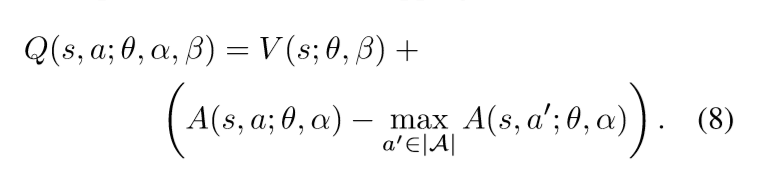 Q(s, a; θ, α, β) = V(s; θ, β) +
(A(s, a; θ, α) − max_{a′∈|𝒜|} A(s, a′; θ, α)). (8)